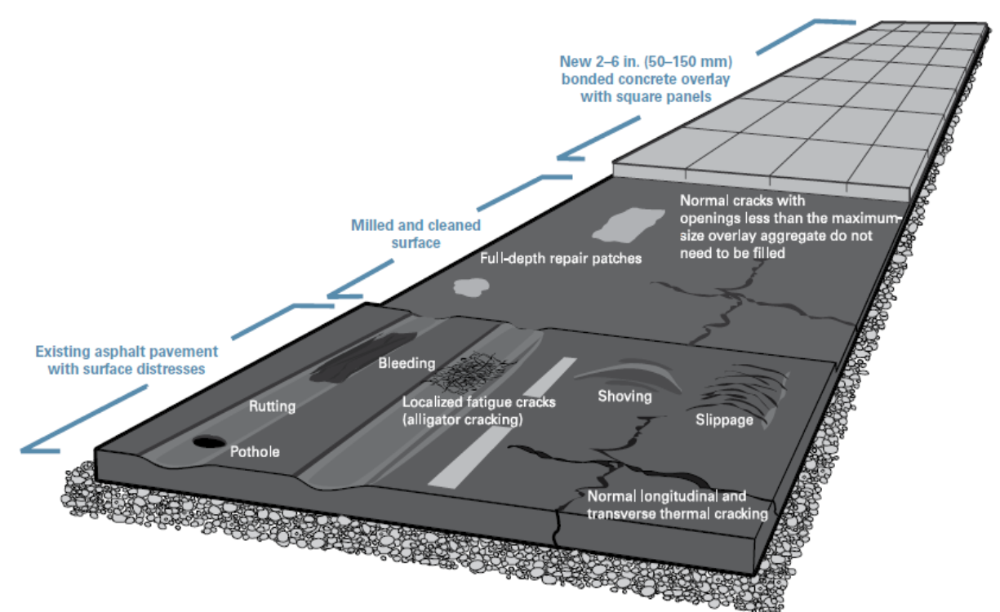 New 2–6 in. (50–150 mm)
bonded concrete overlay
with square panels
Normal cracks with
openings less than the maximum-
size overlay aggregate do not
need to be filled
Milled and cleaned
surface
Full-depth repair patches
Existing asphalt pavement
with surface distresses
Bleeding
Rutting
Localized fatigue cracks
(alligator cracking)
Shoving
Slippage
Pothole
Normal longitudinal and
transverse thermal cracking